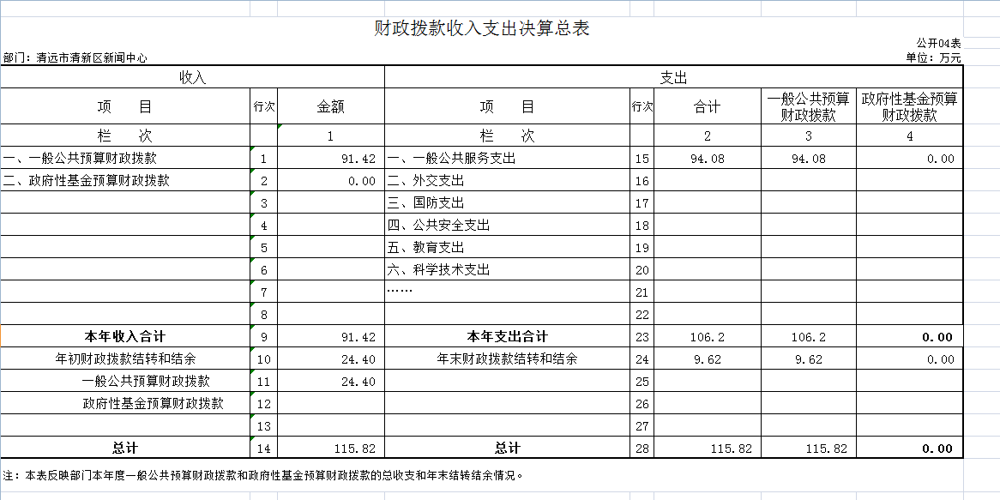 财政拨款收入支出决算总表
公开04表
部门：清远市清新区新闻中心 单位：万元
收入 支出
项 目 行次 金额 项 目 行次 合计 一般公共预算财政拨款 政府性基金预算财政拨款
栏 次 1 栏 次 2 3 4
一、一般公共预算财政拨款 1 91.42 一、一般公共服务支出 15 94.08 94.08 0.00
二、政府性基金预算财政拨款 2 0.00 二、外交支出 16
3 三、国防支出 17
4 四、公共安全支出 18
5 五、教育支出 19
6 六、科学技术支出 20
7 …… 21
8 22
本年收入合计 9 91.42 本年支出合计 23 106.2 106.2 0.00
年初财政拨款结转和结余 10 24.40 年末财政拨款结转和结余 24 9.62 9.62 0.00
一般公共预算财政拨款 11 24.40 25
政府性基金预算财政拨款 12 26
13 27
总计 14 115.82 总计 28 115.82 115.82 0.00
注：本表反映部门本年度一般公共预算财政拨款和政府性基金预算财政拨款的总收支和年末结转结余情况。